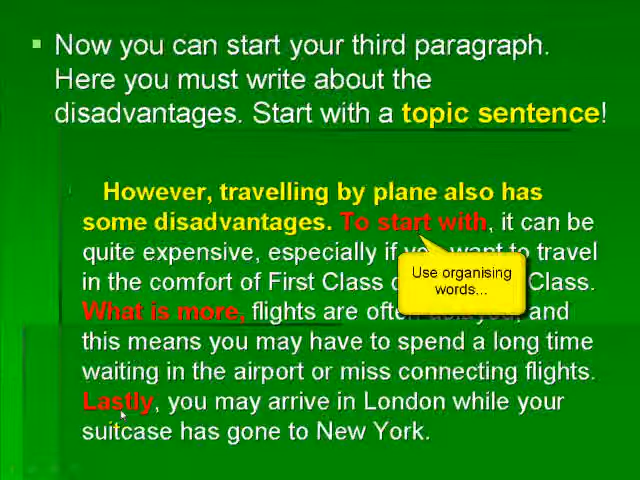 Now you can start your third paragraph.
Here you must write about the
disadvantages. Start with a topic sentence!
However, travelling by plane also has
some disadvantages. To start with, it can be
quite expensive, especially if you want to travel
in the comfort of First Class Class.
Use organising
words...
What is more, flights are often and
this means you may have to spend a long time
waiting in the airport or miss connecting flights.
Lastly, you may arrive in London while your
suitcase has gone to New York.